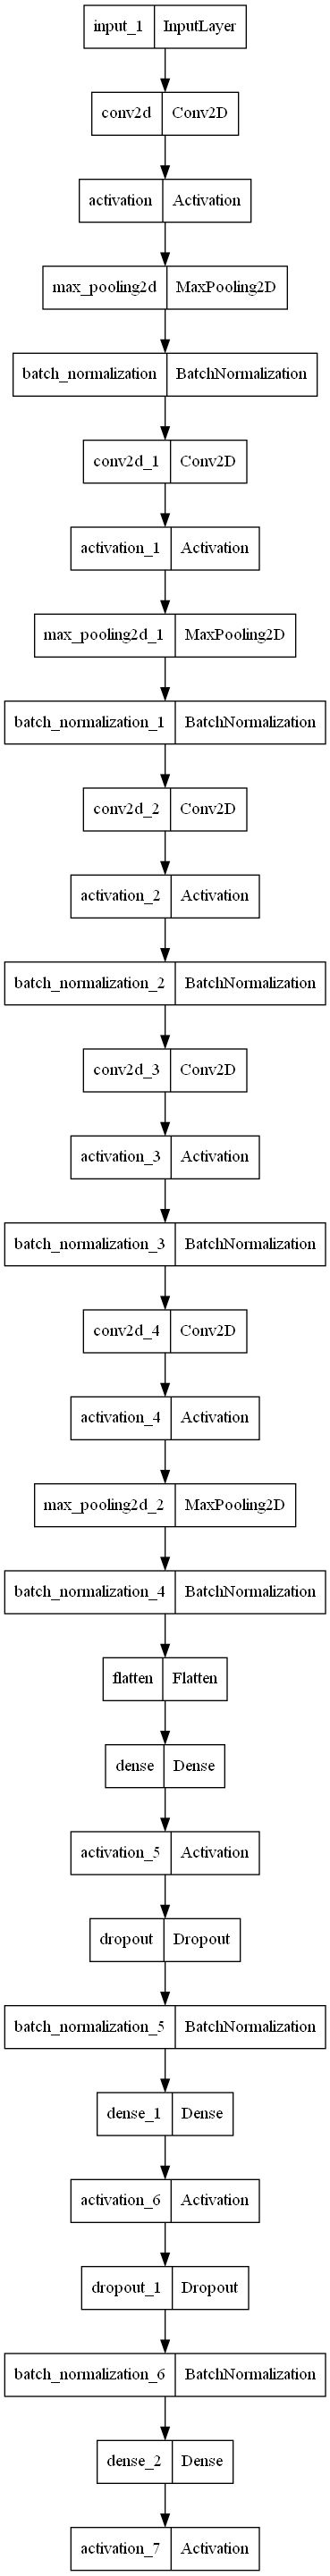 input_1 InputLayer
conv2d Conv2D
activation Activation
max_pooling2d MaxPooling2D
batch_normalization BatchNormalization
conv2d_1 Conv2D
activation_1 Activation
max_pooling2d_1 MaxPooling2D
batch_normalization_1 BatchNormalization
conv2d_2 Conv2D
activation_2 Activation
batch_normalization_2 BatchNormalization
conv2d_3 Conv2D
activation_3 Activation
batch_normalization_3 BatchNormalization
conv2d_4 Conv2D
activation_4 Activation
max_pooling2d_2 MaxPooling2D
batch_normalization_4 BatchNormalization
flatten Flatten
dense Dense
activation_5 Activation
dropout Dropout
batch_normalization_5 BatchNormalization
dense_1 Dense
activation_6 Activation
dropout_1 Dropout
batch_normalization_6 BatchNormalization
dense_2 Dense
activation_7 Activation